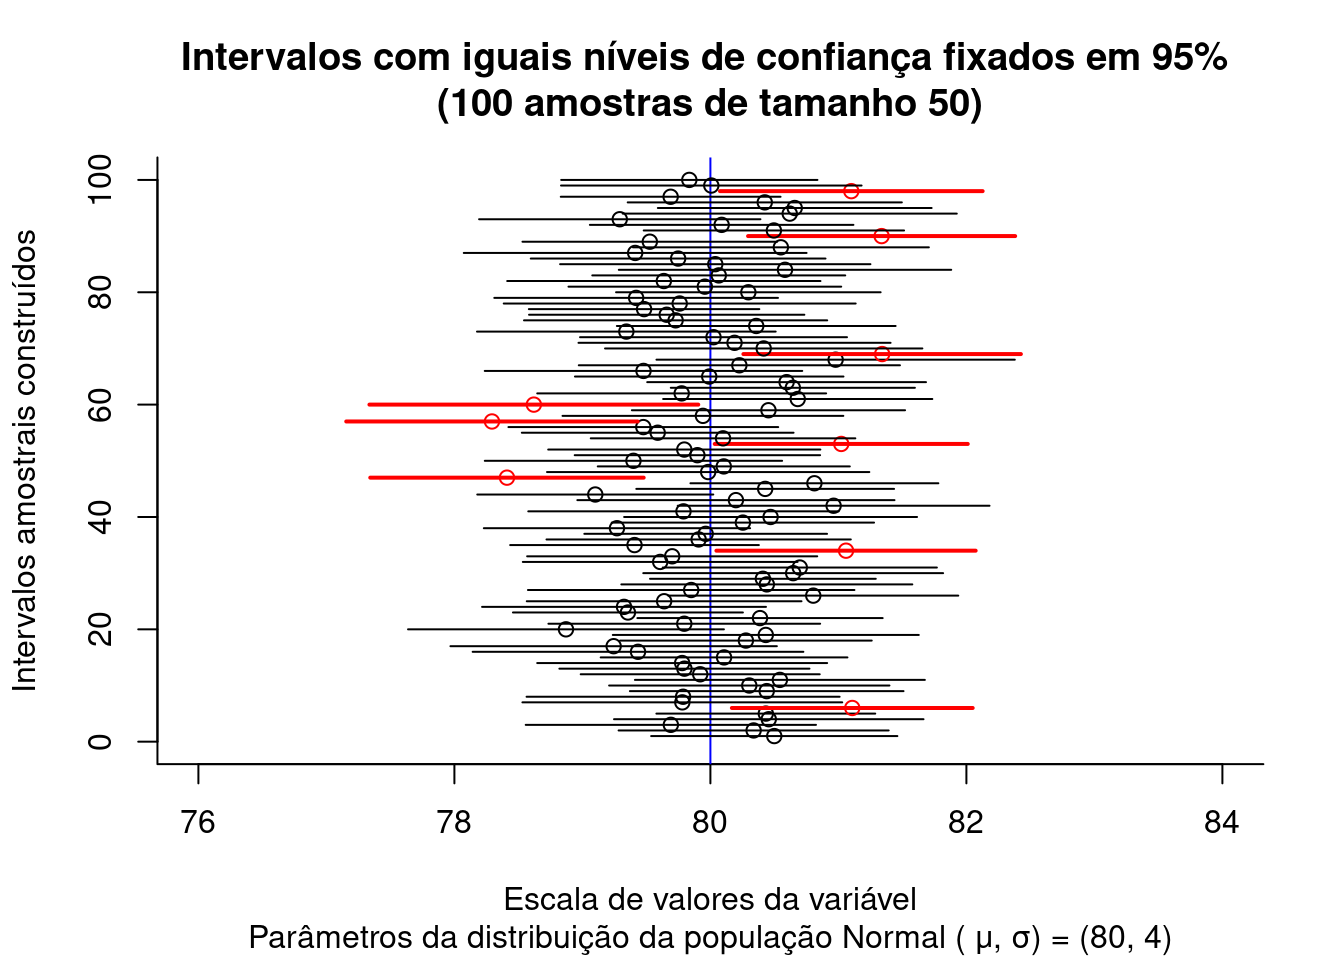 Intervalos com iguais níveis de confiança fixados em 95%
(100 amostras de tamanho 50)
Intervalos amostrais construídos
100
80
60
40
20
0
76 78 80 82 84
Escala de valores da variável
Parâmetros da distribuição da população Normal ( μ, σ) = (80, 4)